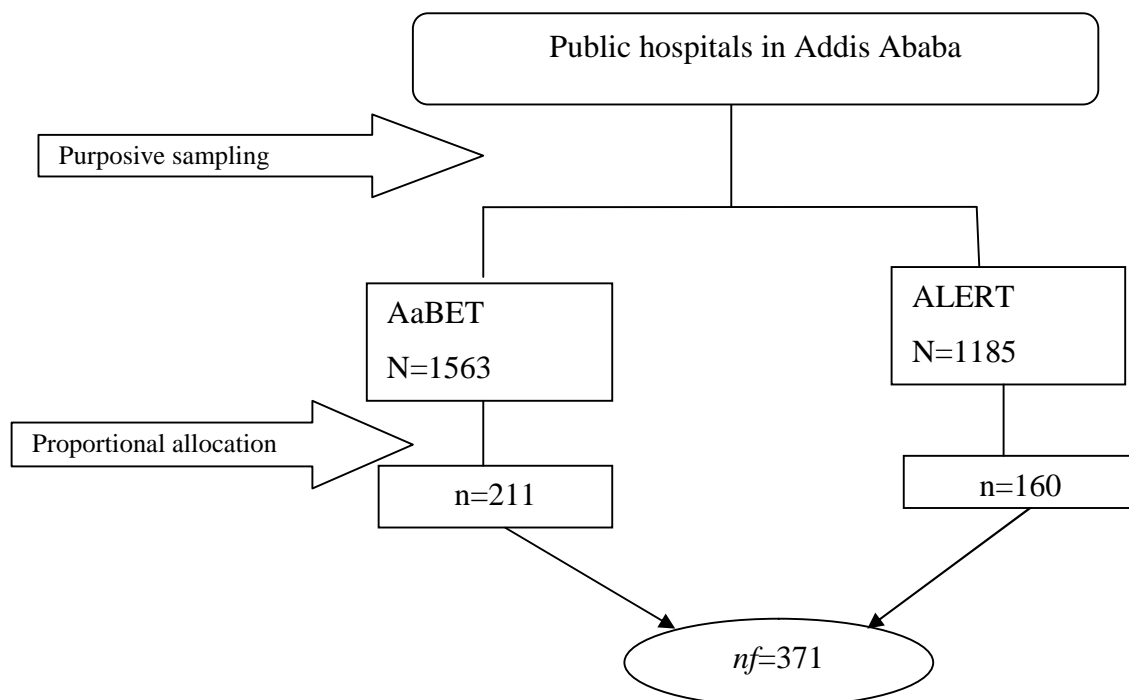 Public hospitals in Addis Ababa
Purposive sampling
AaBET
N=1563
ALERT
N=1185
Proportional allocation
n=211
n=160
nf=371